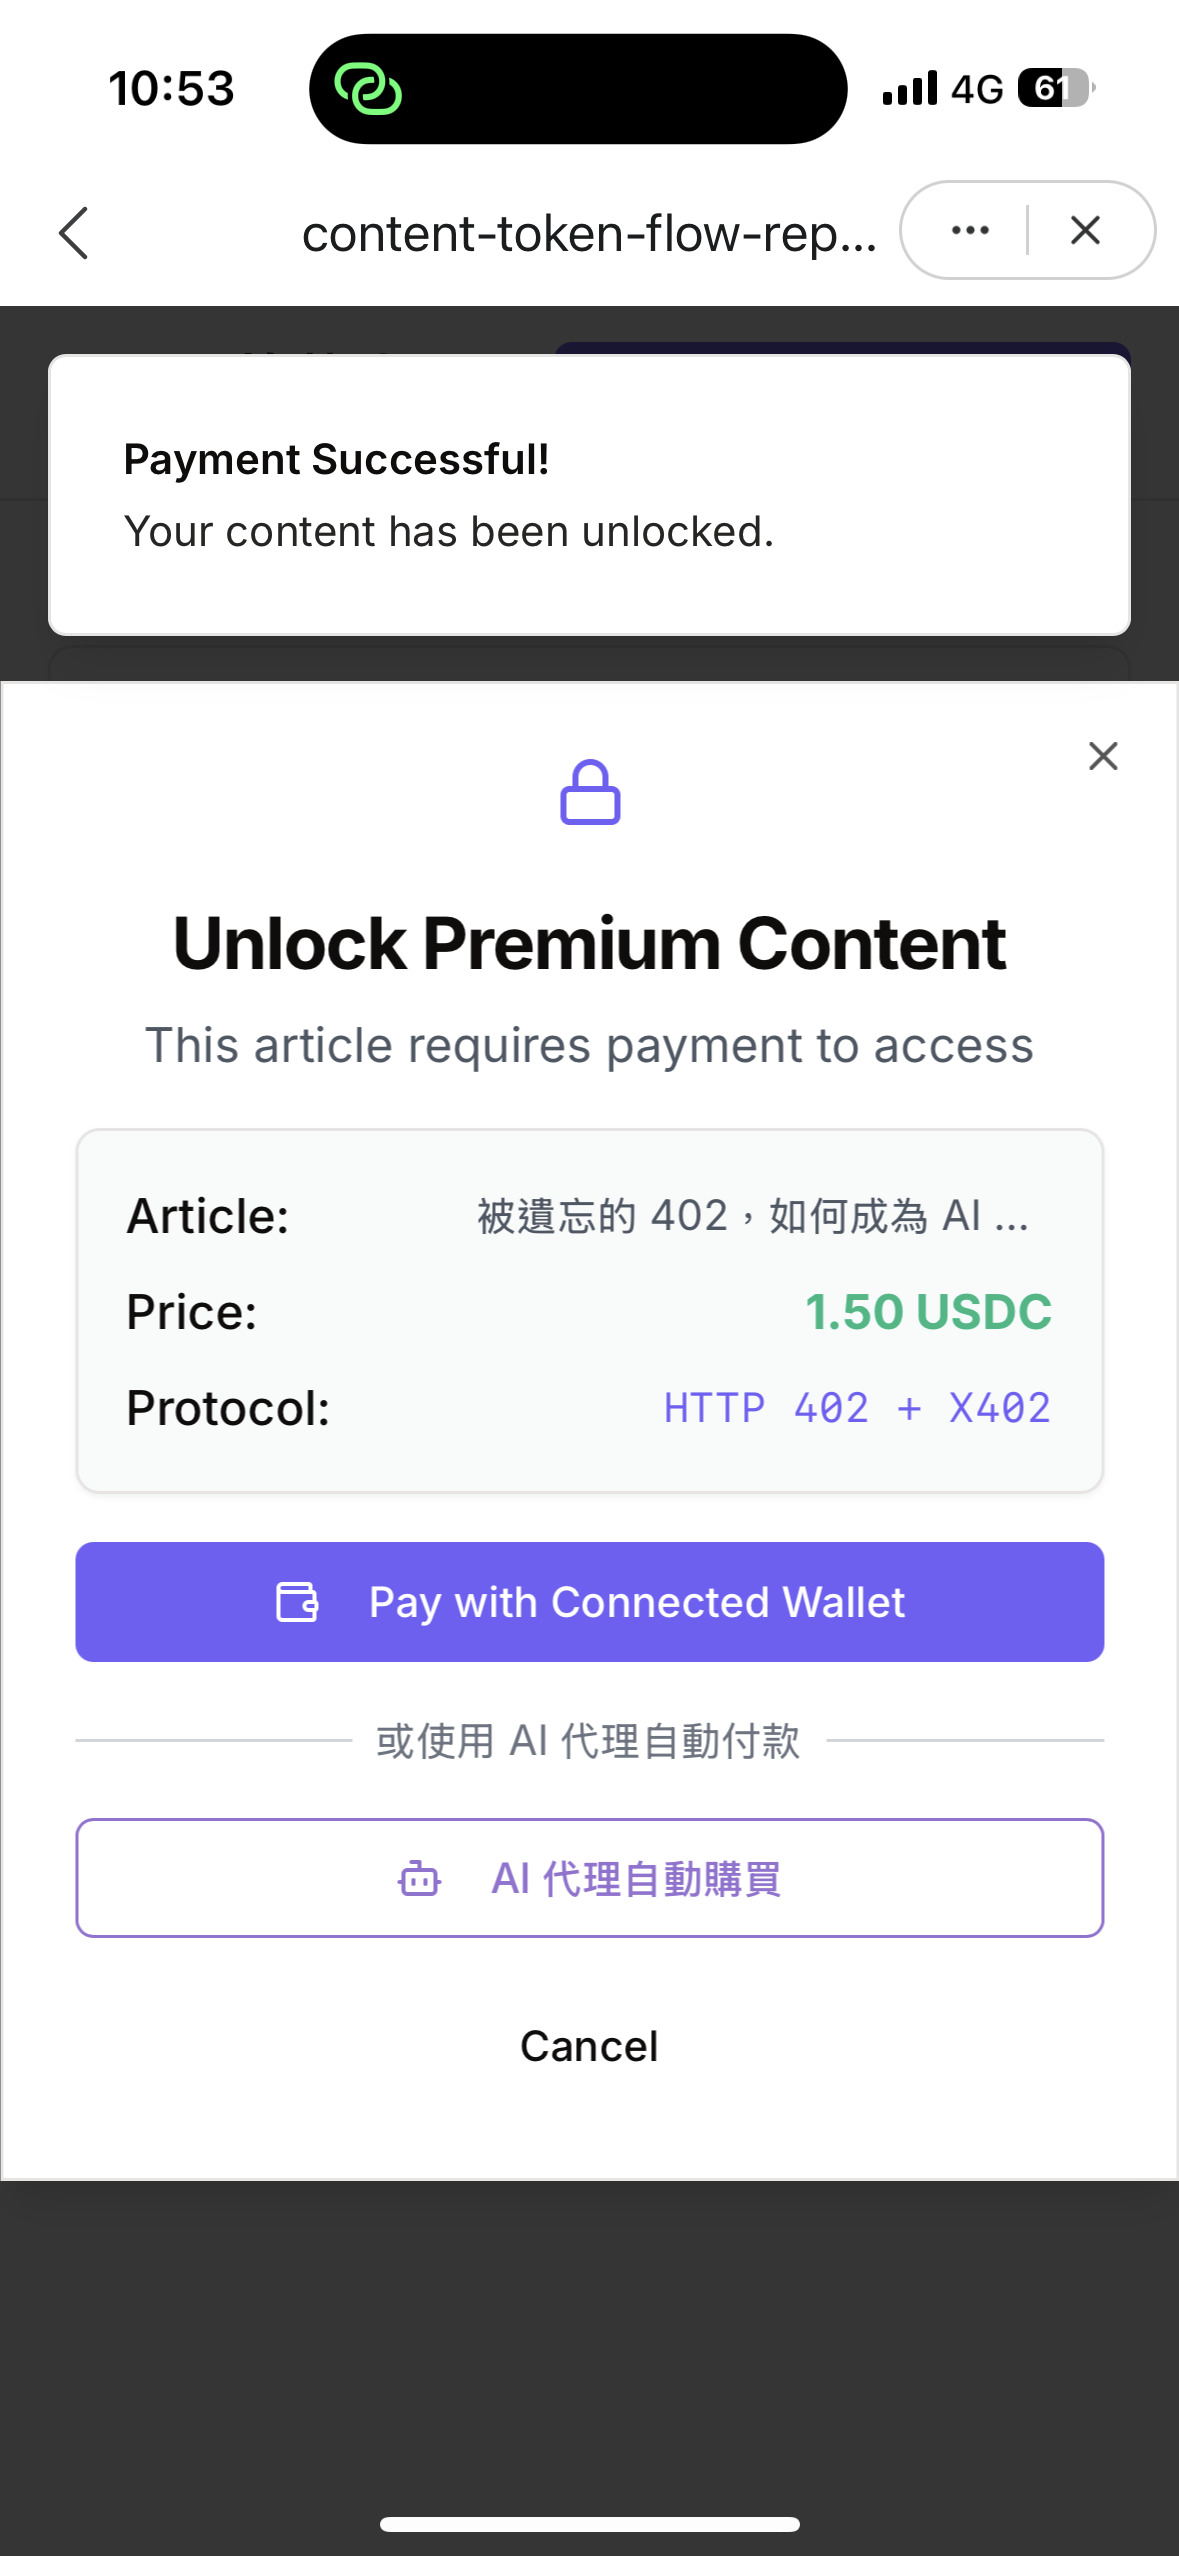 10:53
4G 61
content-token-flow-rep...
Payment Successful!
Your content has been unlocked.
Unlock Premium Content
This article requires payment to access
Article: 被遺忘的 402，如何成為 AI ...
Price: 1.50 USDC
Protocol: HTTP 402 + X402
Pay with Connected Wallet
或使用 AI 代理自動付款
AI 代理自動購買
Cancel